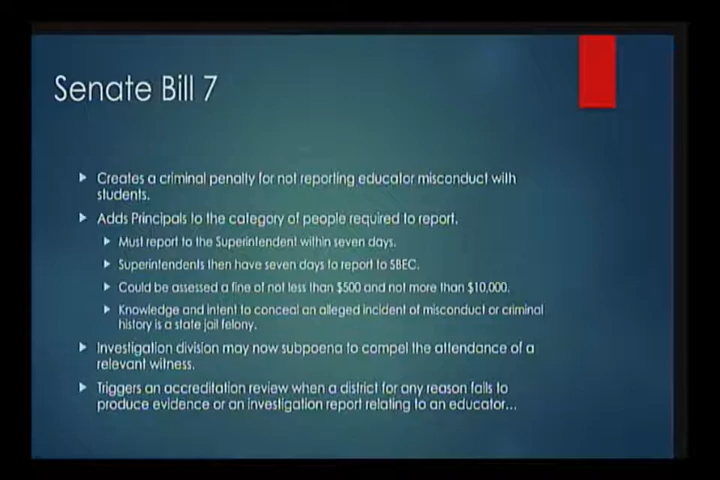 Senate Bill 7
Creates a criminal penalty for not reporting educator misconduct with
students.
Adds Principals to the category of people required to report.
Must report to the Superintendent within seven days.
Superintendents then have seven days to report to SBEC.
Could be assessed a fine of not less than $500 and not more than $10,000.
Knowledge and intent to conceal an alleged incident of misconduct or criminal
history is a state jail felony.
Investigation division may now subpoena to compel the attendance of a
relevant witness.
Triggers an accreditation review when a district for any reason fails to
produce evidence or an investigation report relating to an educator...